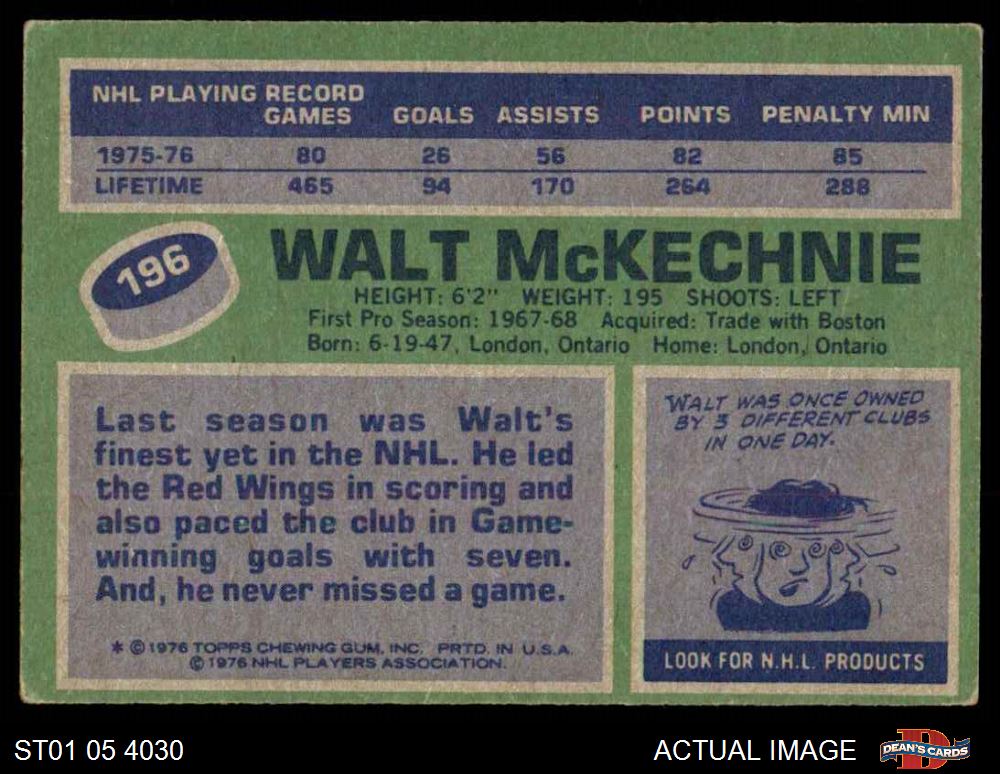 NHL PLAYING RECORD
GAMES GOALS ASSISTS POINTS PENALTY MIN
1975-76 80 26 56 82 85
LIFETIME 465 94 170 264 288
196
WALT McKECHNIE
HEIGHT: 6'2" WEIGHT: 195 SHOOTS: LEFT
First Pro Season: 1967-68 Acquired: Trade with Boston
Born: 6-19-47, London, Ontario Home: London, Ontario
Last season was Walt's
finest yet in the NHL. He led
the Red Wings in scoring and
also paced the club in Game-
winning goals with seven.
And, he never missed a game.
* © 1976 TOPPS CHEWING GUM, INC. PRTD. IN U.S.A.
© 1976 NHL PLAYERS ASSOCIATION.
WALT WAS ONCE OWNED
BY 3 DIFFERENT CLUBS
IN ONE DAY.
LOOK FOR N.H.L. PRODUCTS
ST01 05 4030
ACTUAL IMAGE
DEAN'S CARDS